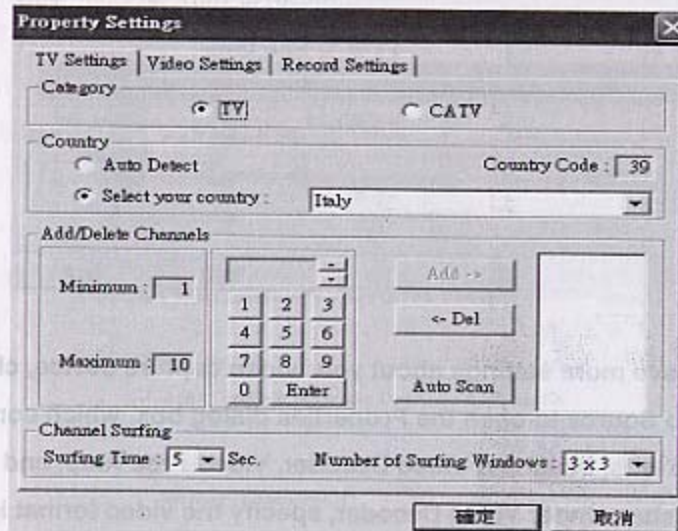 Property Settings
TV Settings Video Settings Record Settings
Category
TV CATV
Country
Auto Detect Country Code : 39
Select your country : Italy
Add/Delete Channels
Minimum : 1
Maximum : 10
1 2 3
4 5 6
7 8 9
0 Enter
Add ->
<- Del
Auto Scan
Channel Surfing
Surfing Time : 5 Sec. Number of Surfing Windows : 3 x 3
確定 取消